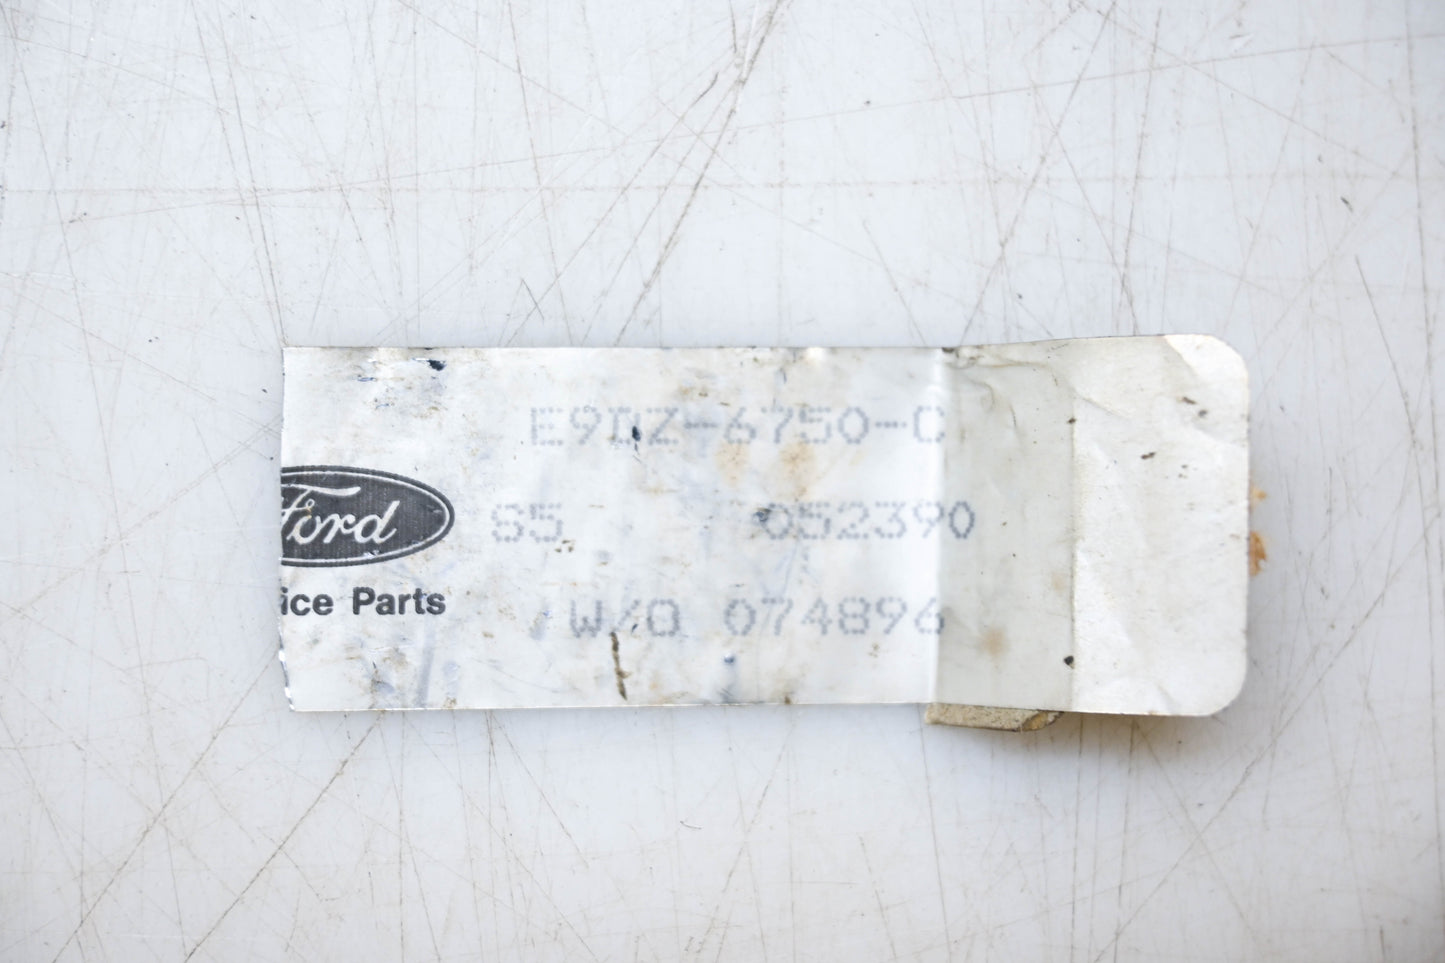 E9DZ-6750-C
Ford
S5 052390
ice Parts
W/O 074896